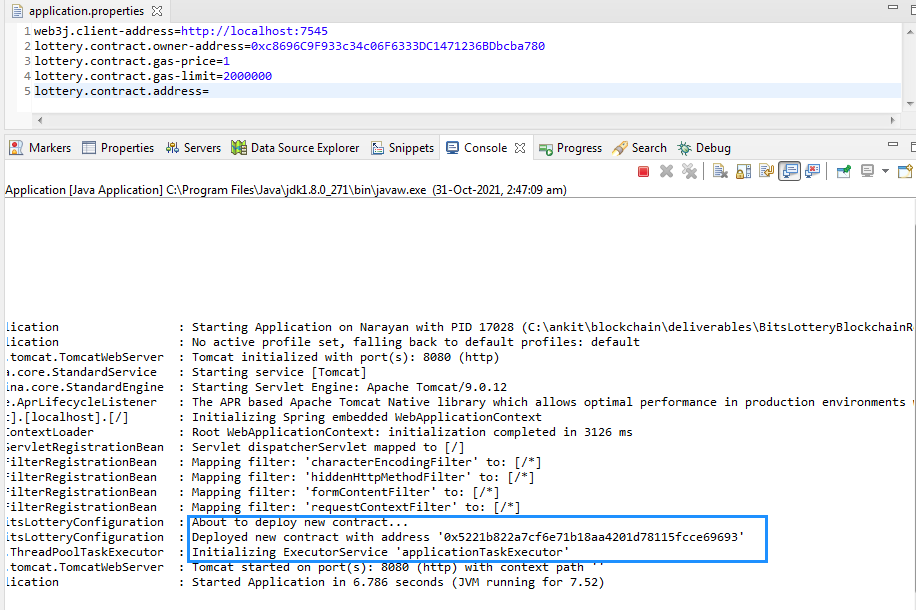 application.properties
1 web3j.client-address=http://localhost:7545
2 lottery.contract.owner-address=0xc8696C9F933c34c06F6333DC1471236BDbcba780
3 lottery.contract.gas-price=1
4 lottery.contract.gas-limit=2000000
5 lottery.contract.address=
Markers Properties Servers Data Source Explorer Snippets Console Progress Search Debug
Application [Java Application] C:\Program Files\Java\jdk1.8.0_271\bin\javaw.exe (31-Oct-2021, 2:47:09 am)
lication : Starting Application on Narayan with PID 17028 (C:\ankit\blockchain\deliverables\BitsLotteryBlockchainR
lication : No active profile set, falling back to default profiles: default
.tomcat.TomcatWebServer : Tomcat initialized with port(s): 8080 (http)
a.core.StandardService : Starting service [Tomcat]
ina.core.StandardEngine : Starting Servlet Engine: Apache Tomcat/9.0.12
e.AprLifecycleListener : The APR based Apache Tomcat Native library which allows optimal performance in production environments
t].[localhost].[/] : Initializing Spring embedded WebApplicationContext
ContextLoader : Root WebApplicationContext: initialization completed in 3126 ms
ServletRegistrationBean : Servlet dispatcherServlet mapped to [/]
FilterRegistrationBean : Mapping filter: 'characterEncodingFilter' to: [/*]
FilterRegistrationBean : Mapping filter: 'hiddenHttpMethodFilter' to: [/*]
FilterRegistrationBean : Mapping filter: 'formContentFilter' to: [/*]
FilterRegistrationBean : Mapping filter: 'requestContextFilter' to: [/*]
itsLotteryConfiguration : About to deploy new contract...
itsLotteryConfiguration : Deployed new contract with address '0x5221b822a7cf6e71b18aa4201d78115fcce69693'
.ThreadPoolTaskExecutor : Initializing ExecutorService 'applicationTaskExecutor'
.tomcat.TomcatWebServer : Tomcat started on port(s): 8080 (http) with context path ''
lication : Started Application in 6.786 seconds (JVM running for 7.52)